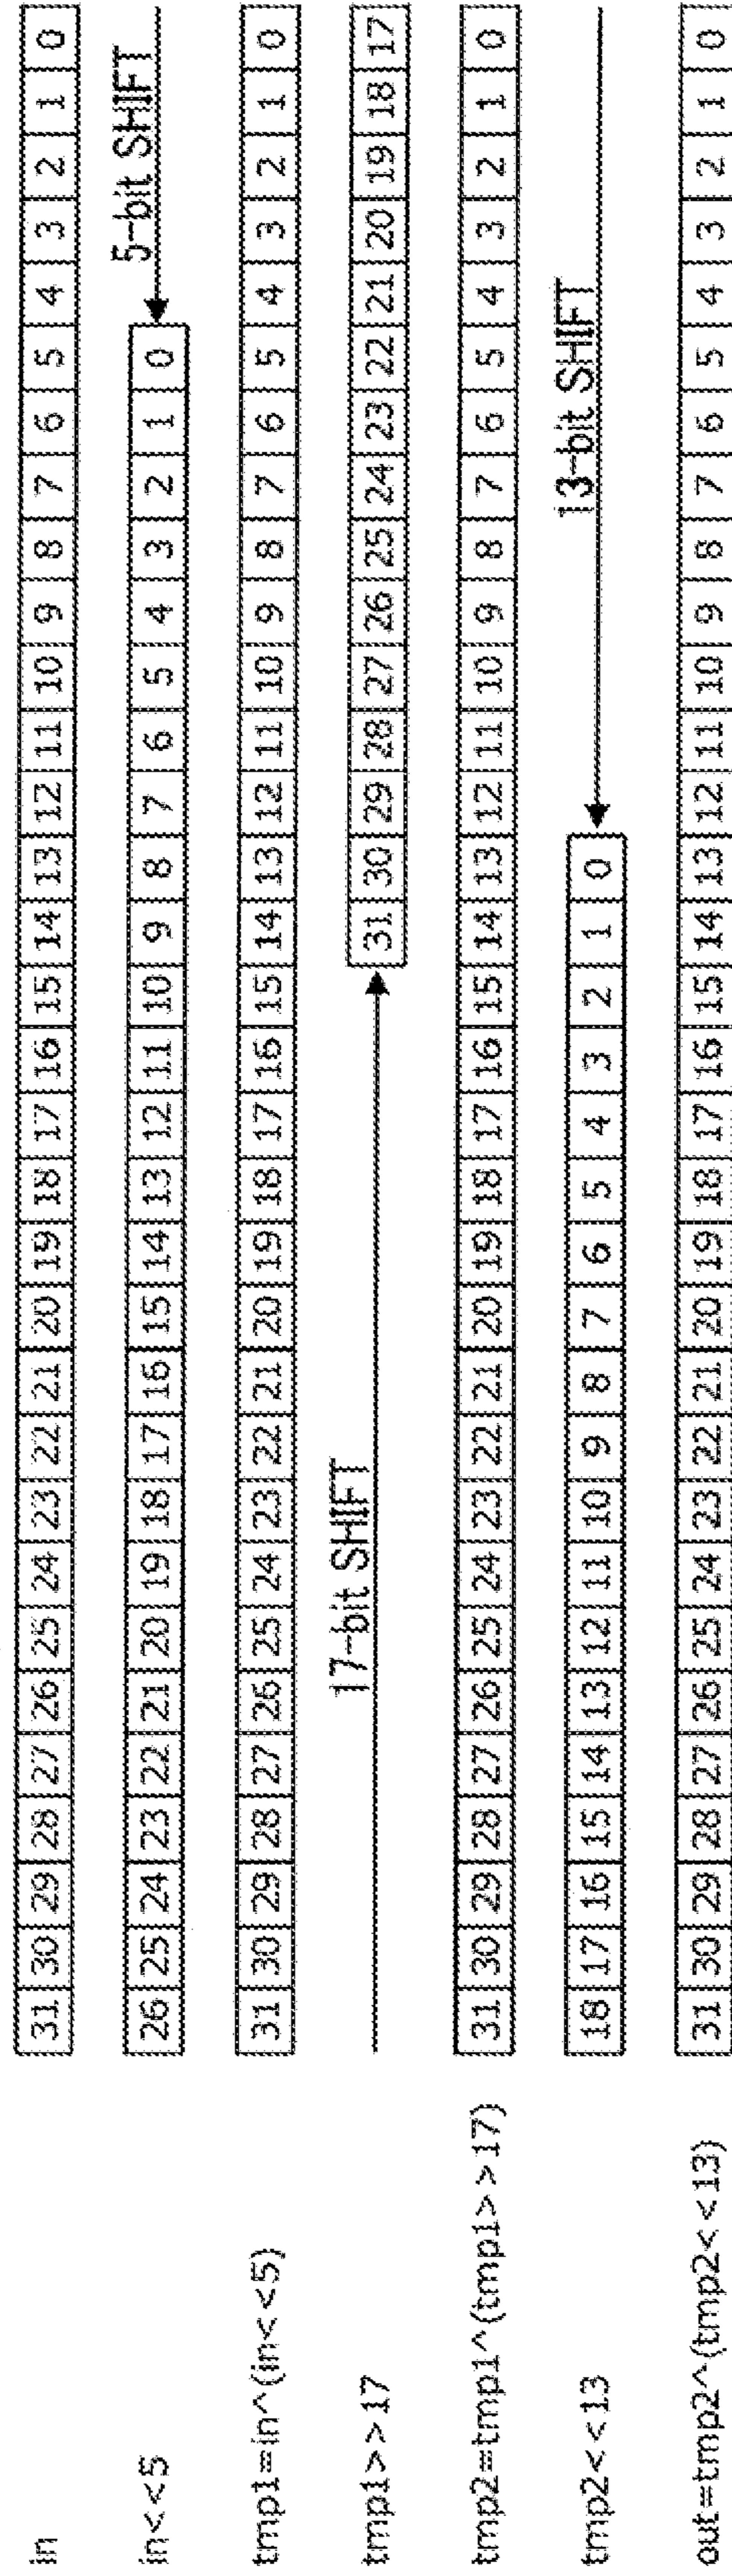 in 31 30 29 28 27 26 25 24 23 22 21 20 19 18 17 16 15 14 13 12 11 10 9 8 7 6 5 4 3 2 1 0
5-bit SHIFT
in<<5 26 25 24 23 22 21 20 19 18 17 16 15 14 13 12 11 10 9 8 7 6 5 4 3 2 1 0
tmp1=in^(in<<5) 31 30 29 28 27 26 25 24 23 22 21 20 19 18 17 16 15 14 13 12 11 10 9 8 7 6 5 4 3 2 1 0
17-bit SHIFT
tmp1>>17 31 30 29 28 27 26 25 24 23 22 21 20 19 18 17
tmp2=tmp1^(tmp1>>17) 31 30 29 28 27 26 25 24 23 22 21 20 19 18 17 16 15 14 13 12 11 10 9 8 7 6 5 4 3 2 1 0
13-bit SHIFT
tmp2<<13 18 17 16 15 14 13 12 11 10 9 8 7 6 5 4 3 2 1 0
out=tmp2^(tmp2<<13) 31 30 29 28 27 26 25 24 23 22 21 20 19 18 17 16 15 14 13 12 11 10 9 8 7 6 5 4 3 2 1 0